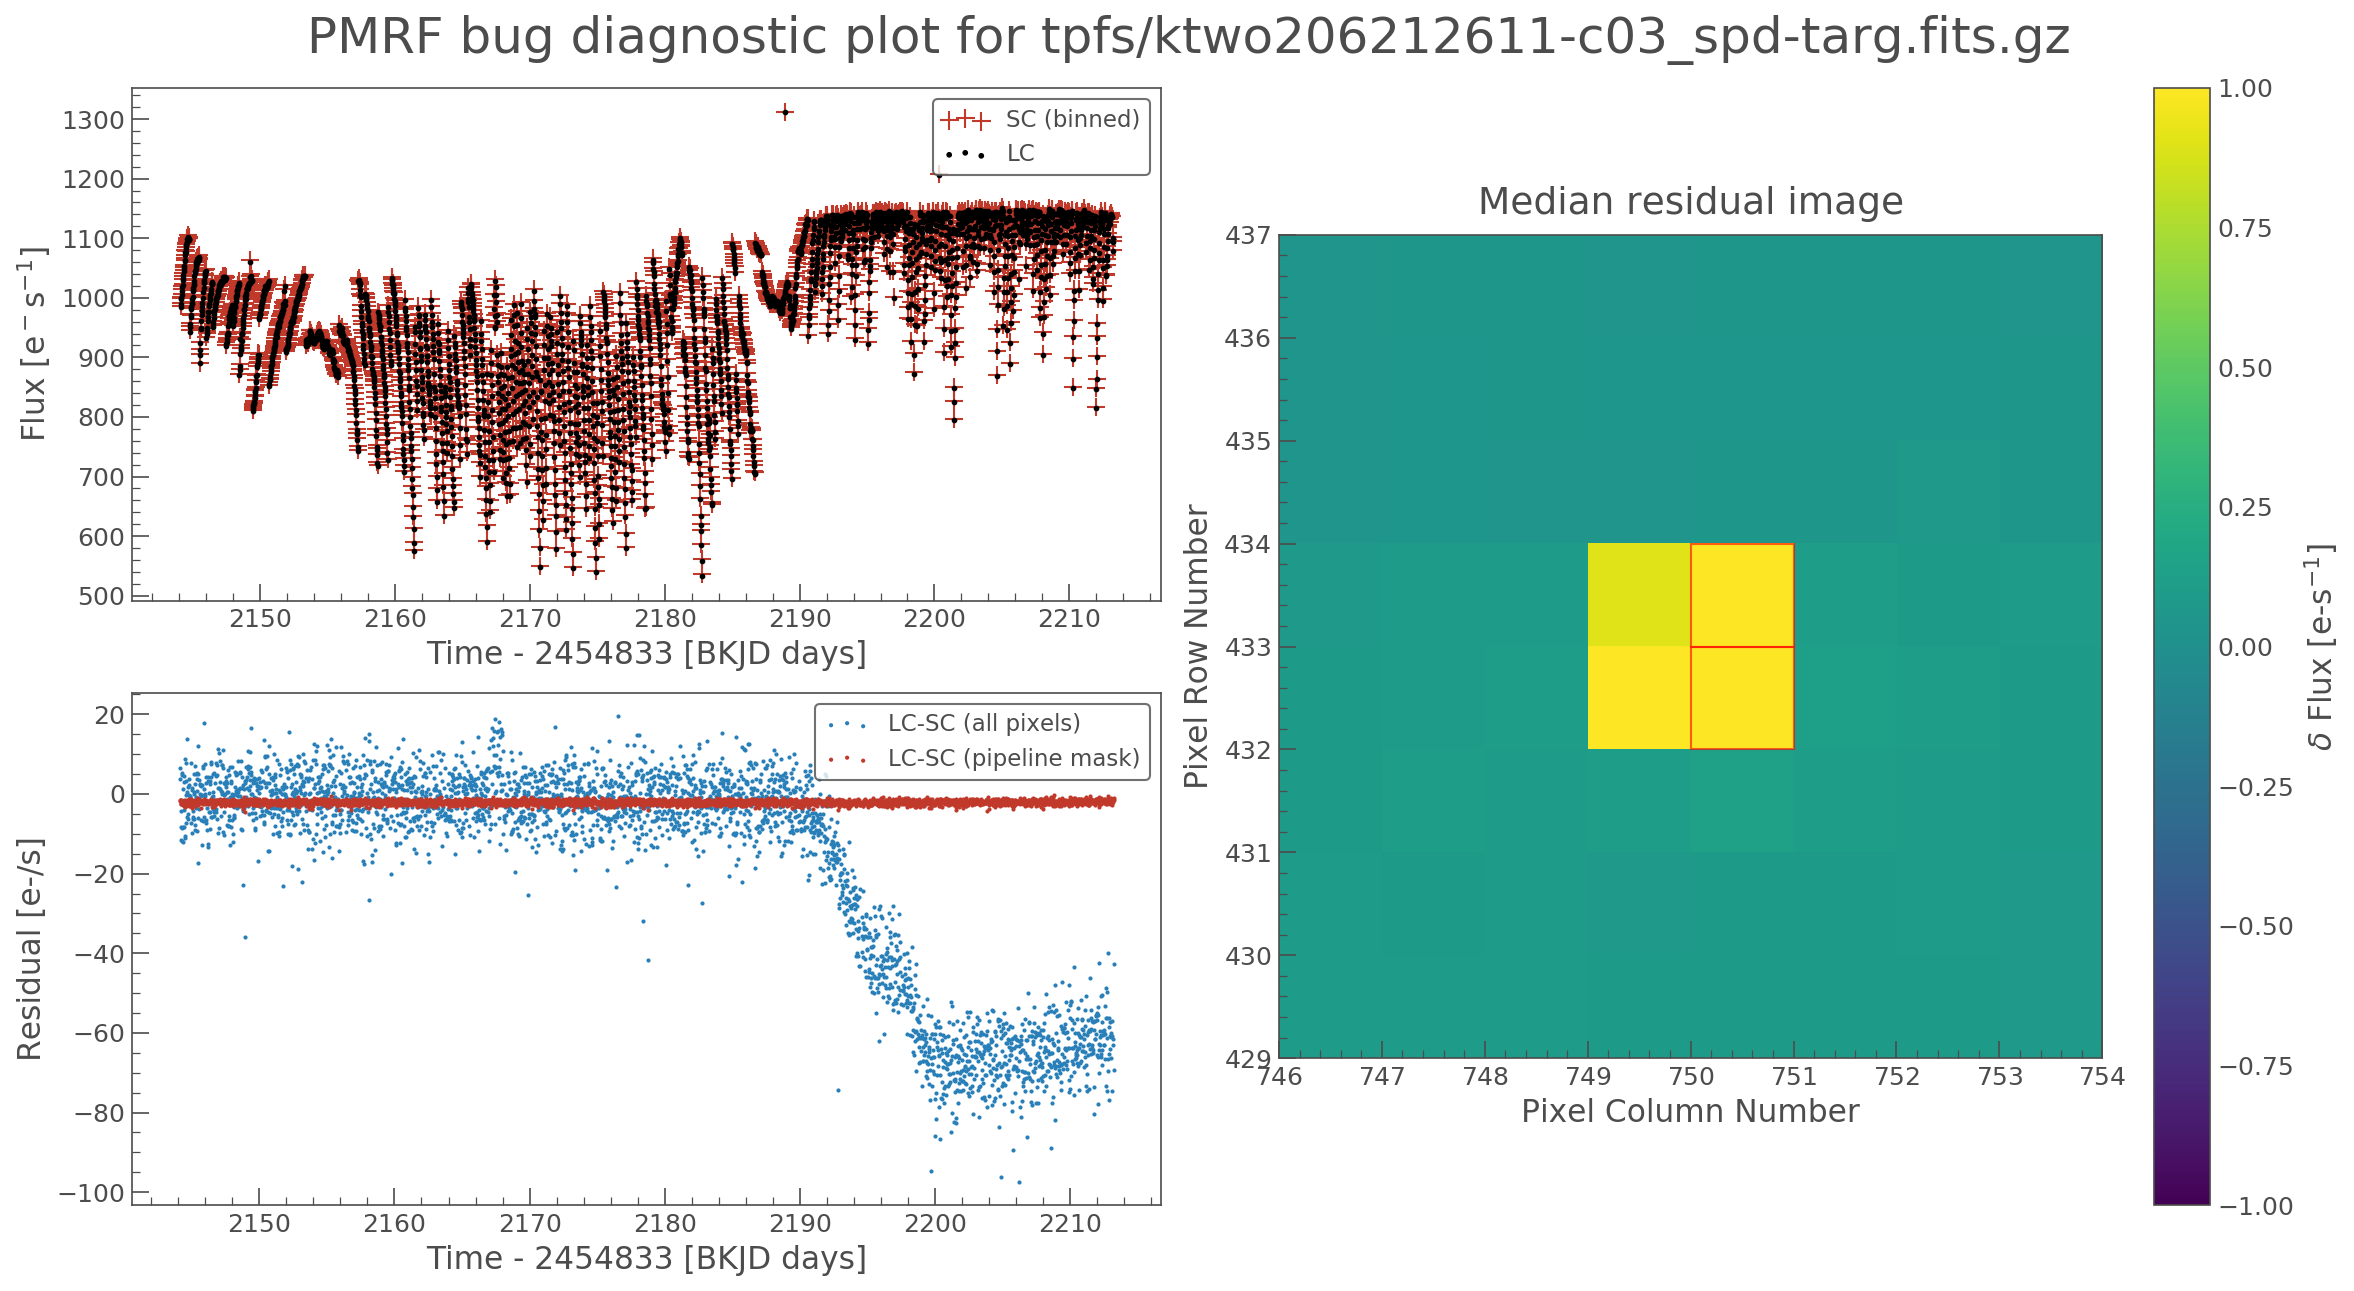 PMRF bug diagnostic plot for tpfs/ktwo206212611-c03_spd-targ.fits.gz
Flux [e⁻ s⁻¹]
1300
1200
1100
1000
900
800
700
600
500
SC (binned)
LC
2150 2160 2170 2180 2190 2200 2210
Time - 2454833 [BKJD days]
Residual [e-/s]
20
0
−20
−40
−60
−80
−100
LC-SC (all pixels)
LC-SC (pipeline mask)
2150 2160 2170 2180 2190 2200 2210
Time - 2454833 [BKJD days]
Median residual image
Pixel Row Number
437
436
435
434
433
432
431
430
429
746 747 748 749 750 751 752 753 754
Pixel Column Number
1.00
0.75
0.50
0.25
0.00
−0.25
−0.50
−0.75
−1.00
δ Flux [e-s⁻¹]